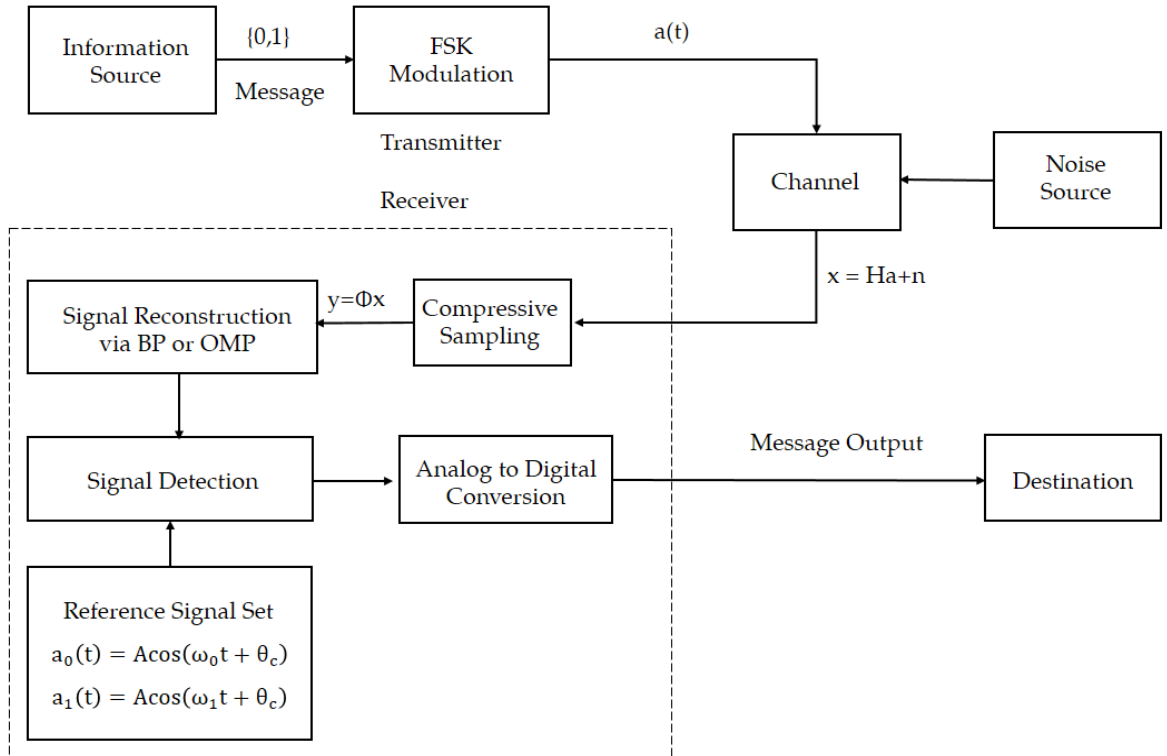 Information
Source
{0,1}
Message
FSK
Modulation
a(t)
Transmitter
Receiver
Channel
Noise
Source
x = Ha+n
Compressive
Sampling
y=Φx
Signal Reconstruction
via BP or OMP
Signal Detection
Analog to Digital
Conversion
Message Output
Destination
Reference Signal Set
a₀(t) = Acos(ω₀t + θ_c)
a₁(t) = Acos(ω₁t + θ_c)